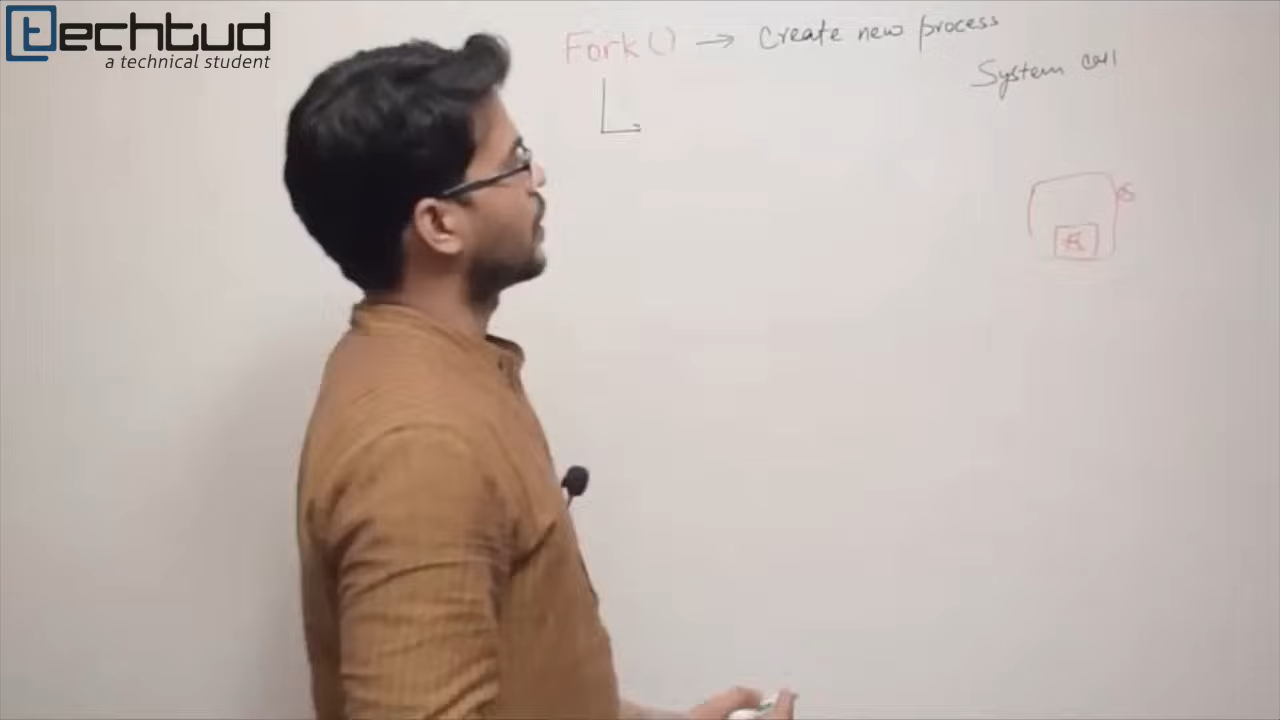 techtud
a technical student
Fork () → Create new process
System call